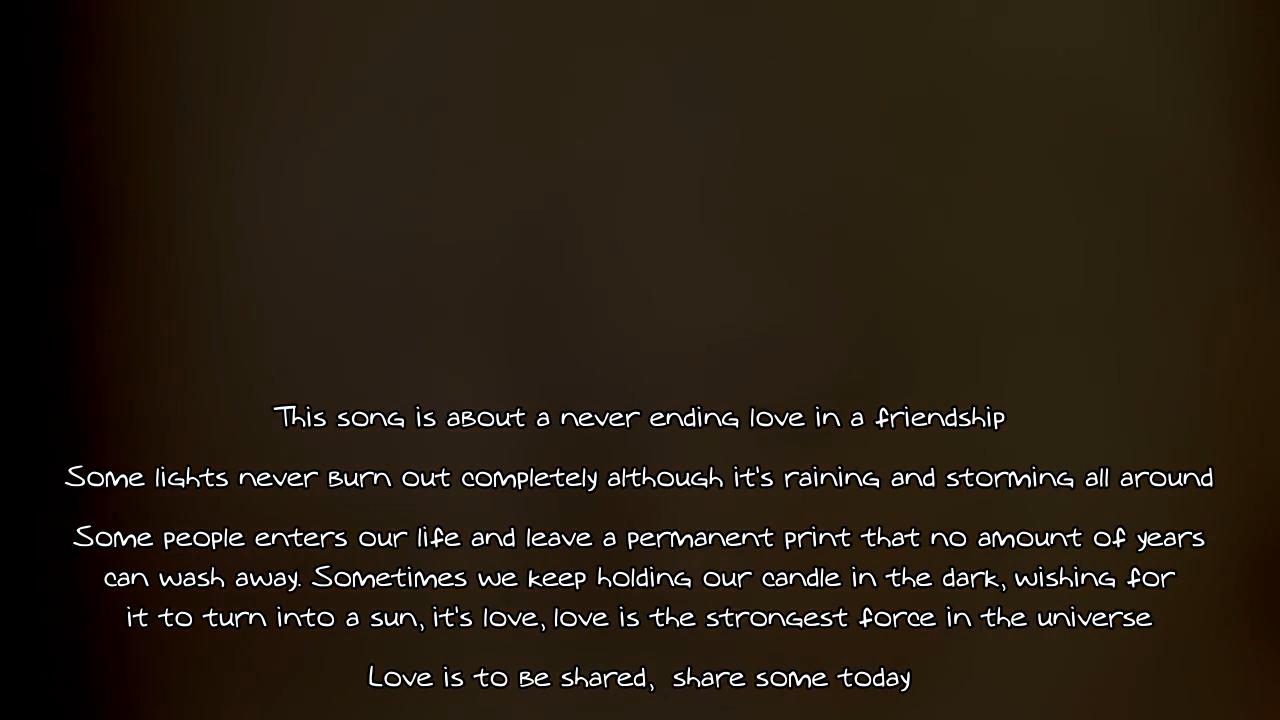 This song is about a never ending love in a friendship
Some lights never burn out completely although it's raining and storming all around
Some people enters our life and leave a permanent print that no amount of years
can wash away. Sometimes we keep holding our candle in the dark, wishing for
it to turn into a sun, it's love, love is the strongest force in the universe
Love is to be shared, share some today